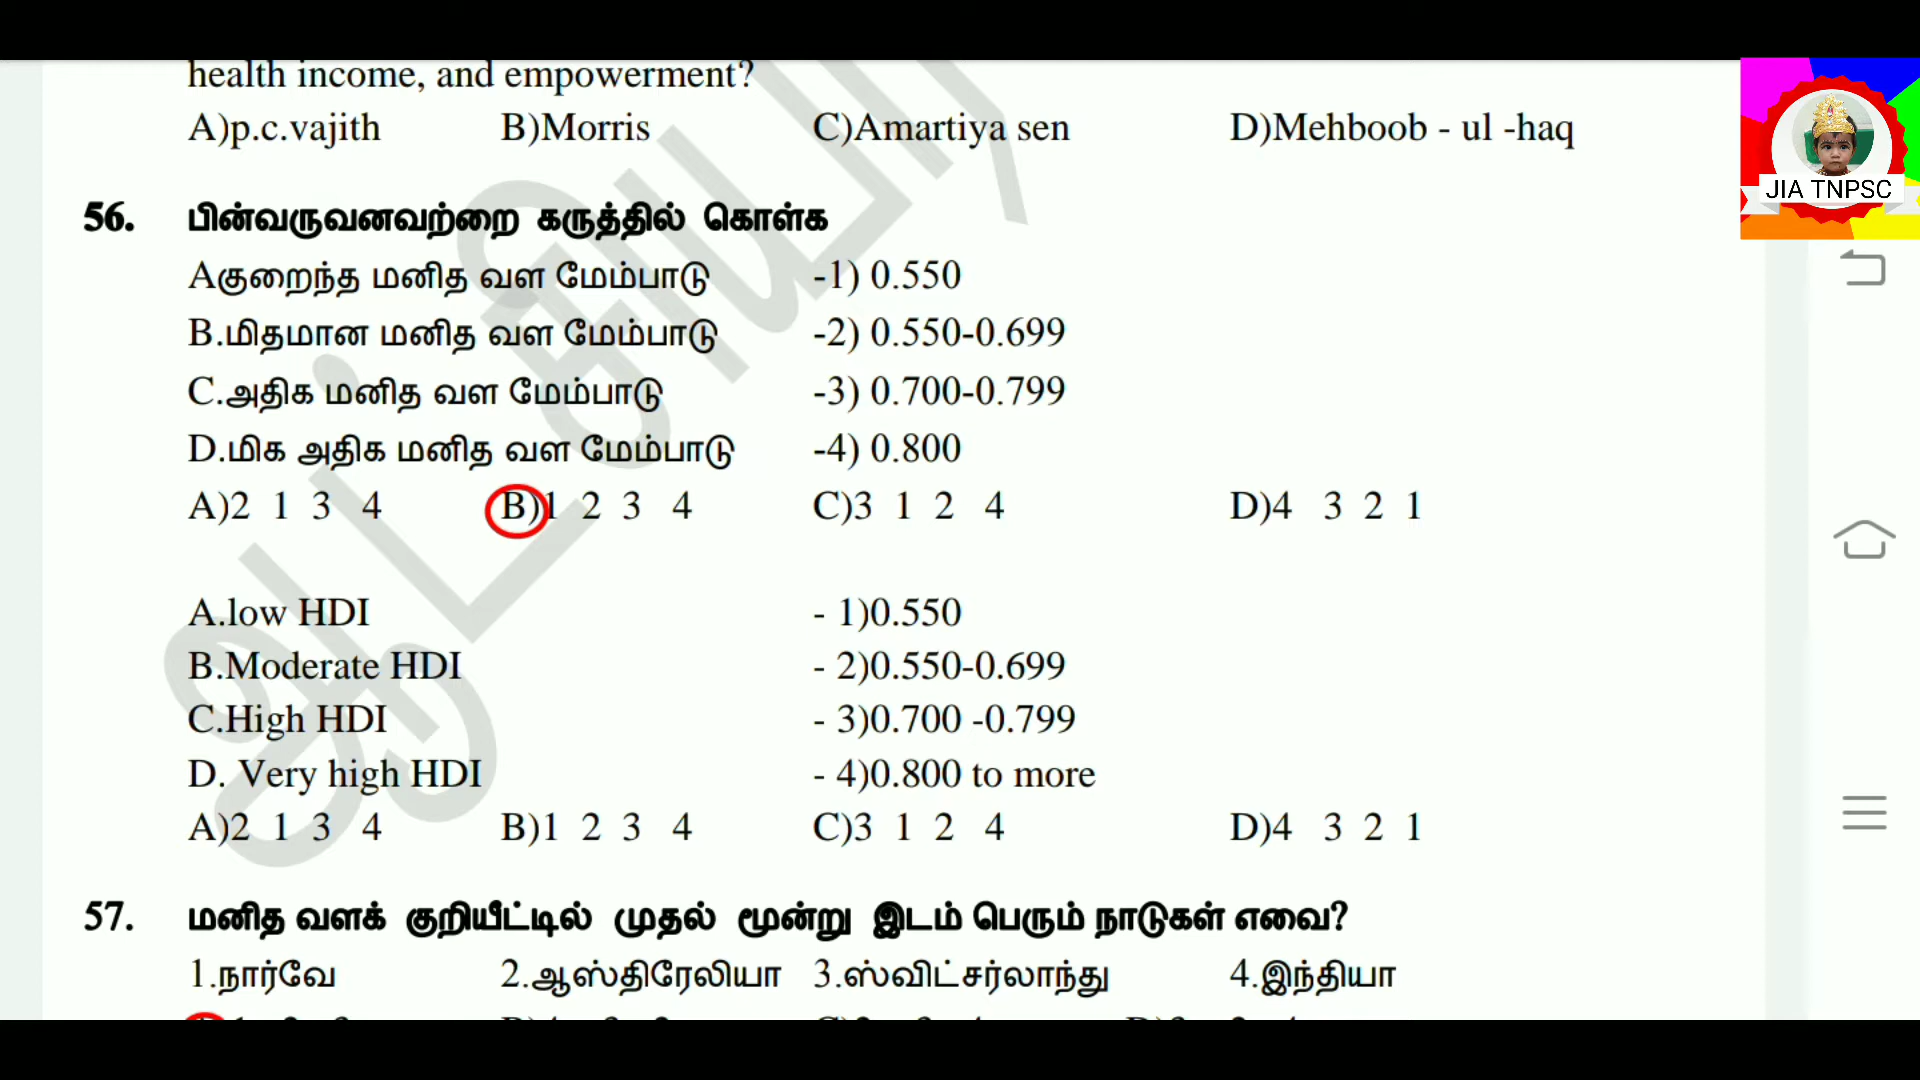 health income, and empowerment?
A)p.c.vajith B)Morris C)Amartiya sen D)Mehboob - ul -haq
JIA TNPSC
56. பின்வருவனவற்றை கருத்தில் கொள்க
Aகுறைந்த மனித வள மேம்பாடு -1) 0.550
B.மிதமான மனித வள மேம்பாடு -2) 0.550-0.699
C.அதிக மனித வள மேம்பாடு -3) 0.700-0.799
D.மிக அதிக மனித வள மேம்பாடு -4) 0.800
A)2 1 3 4 B)1 2 3 4 C)3 1 2 4 D)4 3 2 1
A.low HDI - 1)0.550
B.Moderate HDI - 2)0.550-0.699
C.High HDI - 3)0.700 -0.799
D. Very high HDI - 4)0.800 to more
A)2 1 3 4 B)1 2 3 4 C)3 1 2 4 D)4 3 2 1
57. மனித வளக் குறியீட்டில் முதல் மூன்று இடம் பெரும் நாடுகள் எவை?
1.நார்வே 2.ஆஸ்திரேலியா 3.ஸ்விட்சர்லாந்து 4.இந்தியா